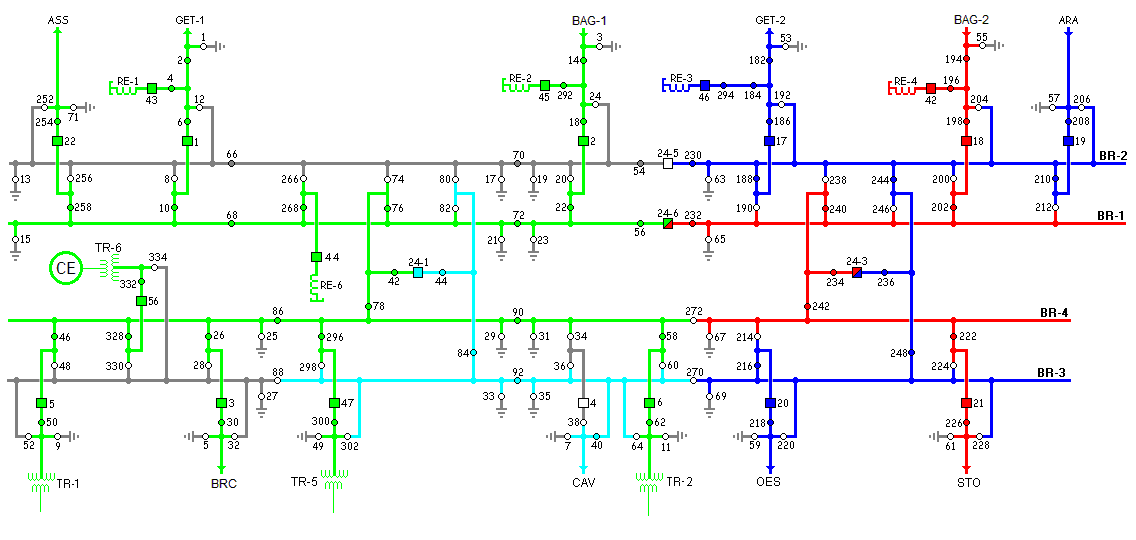 ASS GET-1 BAG-1 GET-2 BAG-2 ARA
1 3 53 55
2 14 182 194
RE-1 4 RE-2 RE-3 RE-4 196
43 45 292 46 294 184 42
252 71 12 24 192 57 204 206
254 6 18 186 198 208
22 1 2 17 18 19
66 70 24-5 230 BR-2
54
13 256 8 266 74 80 17 19 20 63 188 238 244 200 210
258 10 268 76 82 22 190 240 246 202 212
68 72 24-6 232 BR-1
56
15 21 23 65
TR-6 334 44 24-1 24-3
CE 332 42 44 234 236
56 RE-6 78 242
86 90 272 BR-4
46 328 26 25 296 29 31 34 58 67 214 222
48 330 28 298 84 36 60 216 248 224
88 92 270 BR-3
27 33 35 69
5 3 47 4 6 20 21
50 30 300 38 62 218 226
52 9 5 32 49 302 7 40 64 11 59 220 61 228
TR-1 BRC TR-5 CAV TR-2 OES STO